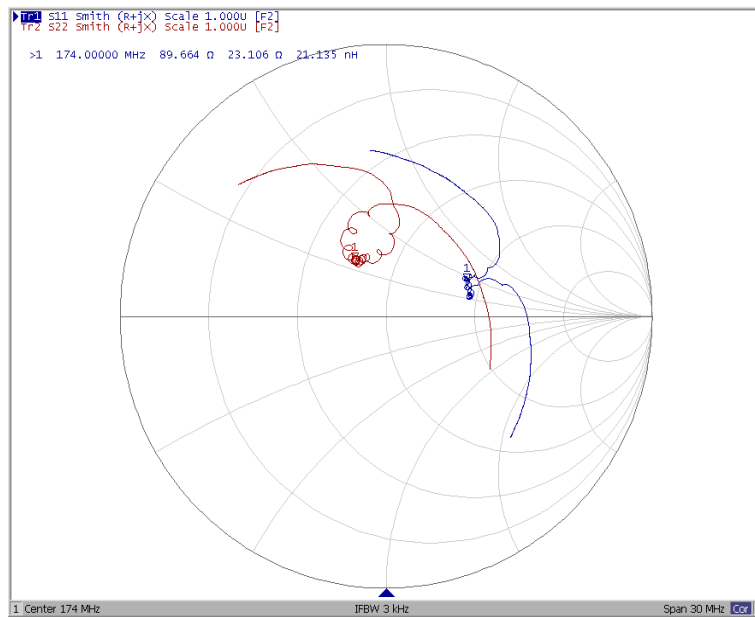 Tr1 S11 Smith (R+jX) Scale 1.000U [F2]
Tr2 S22 Smith (R+jX) Scale 1.000U [F2]
>1 174.00000 MHz 89.664 Ω 23.106 Ω 21.135 nH
1
1
1 Center 174 MHz IFBW 3 kHz Span 30 MHz Cor